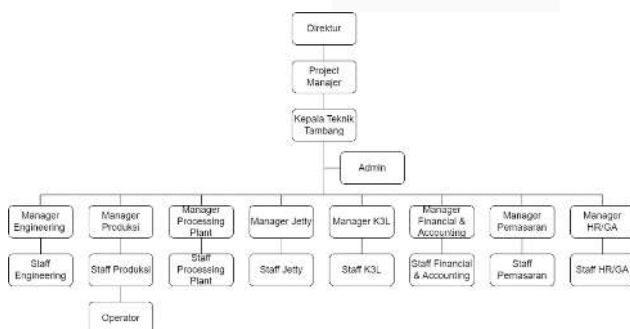 Direktur
Project
Manajer
Kepala Teknik
Tambang
Admin
Manager
Engineering
Manager
Produksi
Manager
Processing
Plant
Manager Jetty
Manager K3L
Manager
Financial &
Accounting
Manager
Pemasaran
Manager
HR/GA
Staff
Engineering
Staff Produksi
Staff
Processing
Plant
Staff Jetty
Staff K3L
Staff Financial
& Accounting
Staff
Pemasaran
Staff HR/GA
Operator